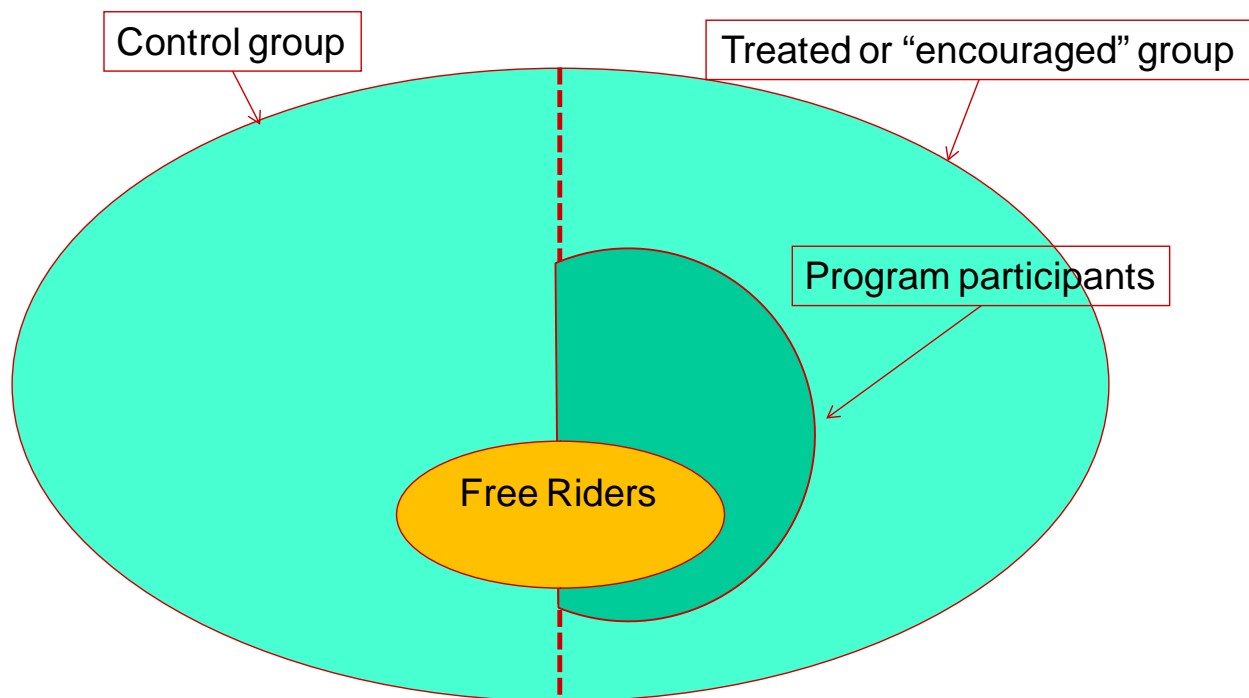 Control group
Treated or “encouraged” group
Program participants
Free Riders